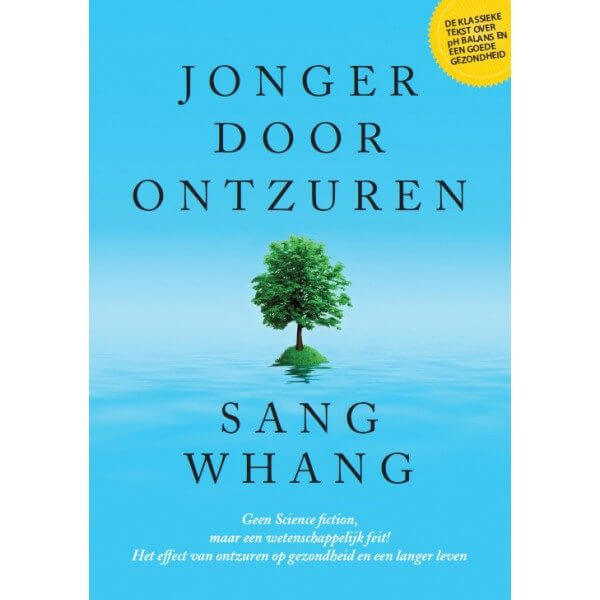 DE KLASSIEKE
TEKST OVER
pH BALANS EN
EEN GOEDE
GEZONDHEID
JONGER
DOOR
ONTZUREN
SANG
WHANG
Geen Science fiction,
maar een wetenschappelijk feit!
Het effect van ontzuren op gezondheid en een langer leven